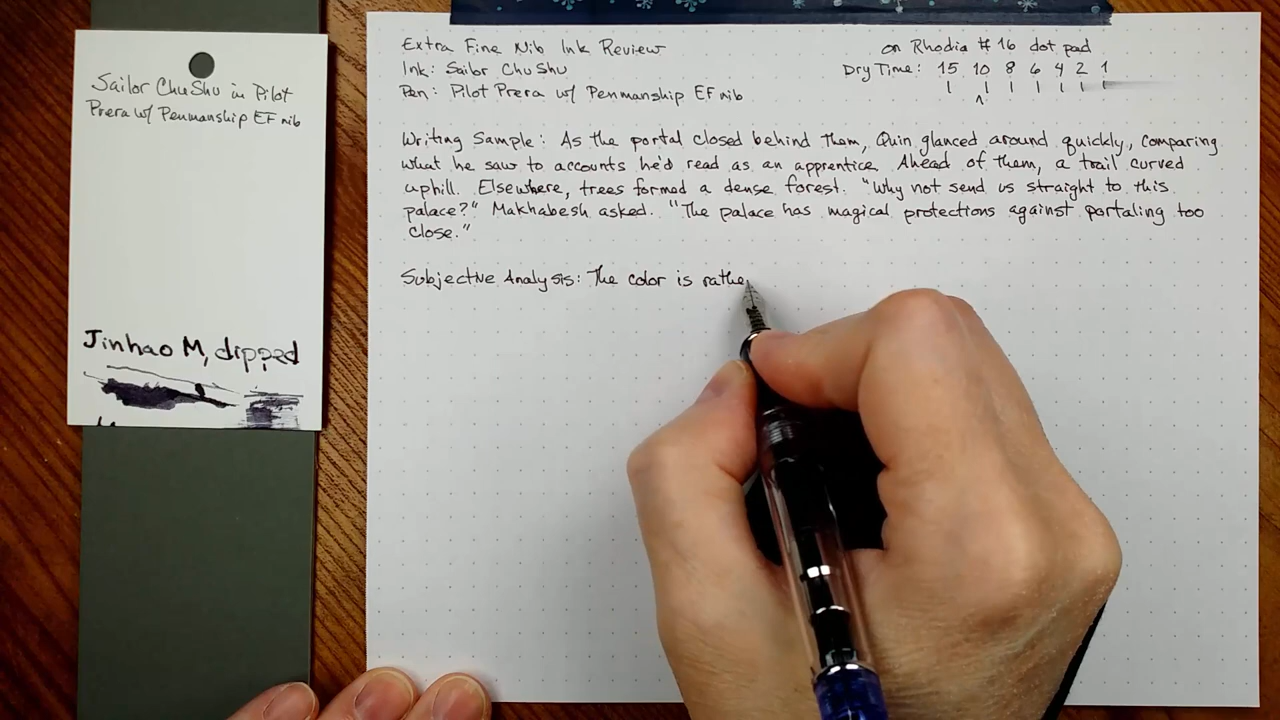 Sailor ChuShu in Pilot
Prera w/ Penmanship EF nib
Jinhao M, dipped
Extra Fine Nib Ink Review
Ink: Sailor ChuShu
Pen: Pilot Prera w/ Penmanship EF nib
on Rhodia #16 dot pad
Dry Time: 15 10 8 6 4 2 1
Writing Sample: As the portal closed behind them, Quin glanced around quickly, comparing
what he saw to accounts he'd read as an apprentice. Ahead of them, a trail curved
uphill. Elsewhere, trees formed a dense forest. "Why not send us straight to this
palace?" Makhabesh asked. "The palace has magical protections against portaling too
close."
Subjective Analysis: The color is rathe